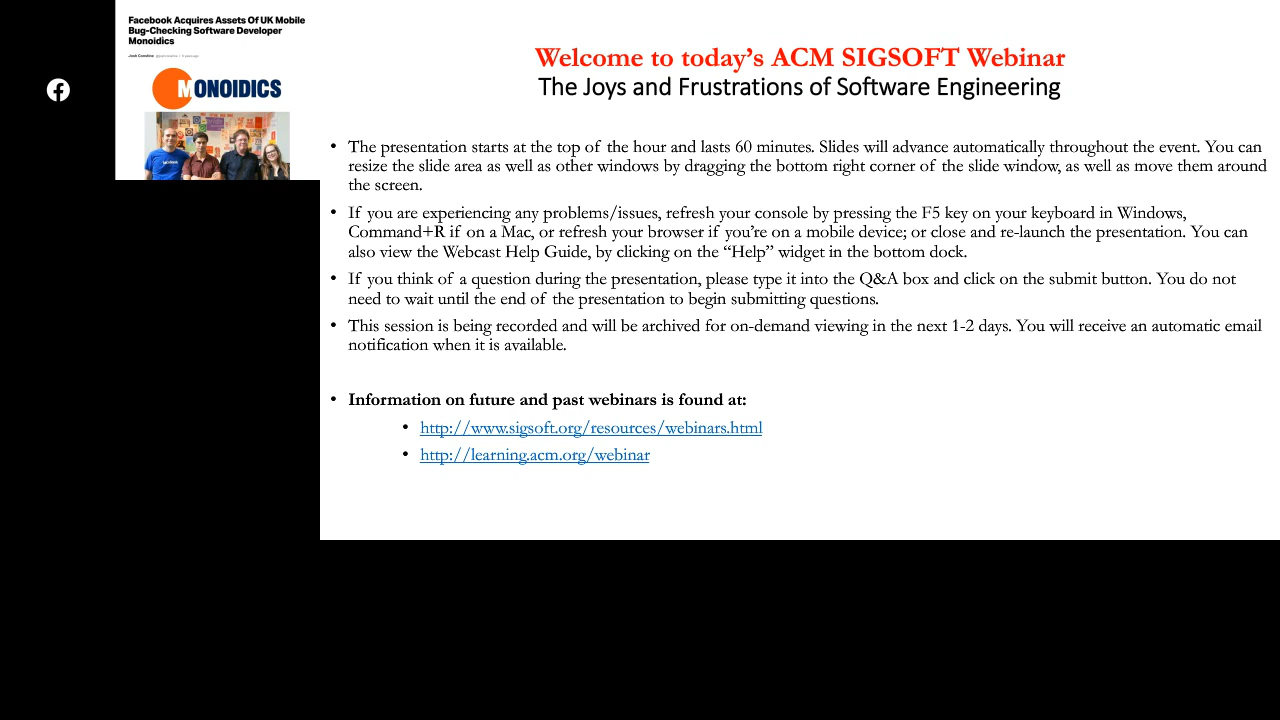 Facebook Acquires Assets Of UK Mobile
Bug-Checking Software Developer
Monoidics
MONOIDICS
Welcome to today’s ACM SIGSOFT Webinar
The Joys and Frustrations of Software Engineering
• The presentation starts at the top of the hour and lasts 60 minutes. Slides will advance automatically throughout the event. You can
resize the slide area as well as other windows by dragging the bottom right corner of the slide window, as well as move them around
the screen.
• If you are experiencing any problems/issues, refresh your console by pressing the F5 key on your keyboard in Windows,
Command+R if on a Mac, or refresh your browser if you’re on a mobile device; or close and re-launch the presentation. You can
also view the Webcast Help Guide, by clicking on the “Help” widget in the bottom dock.
• If you think of a question during the presentation, please type it into the Q&A box and click on the submit button. You do not
need to wait until the end of the presentation to begin submitting questions.
• This session is being recorded and will be archived for on-demand viewing in the next 1-2 days. You will receive an automatic email
notification when it is available.
• Information on future and past webinars is found at:
• http://www.sigsoft.org/resources/webinars.html
• http://learning.acm.org/webinar